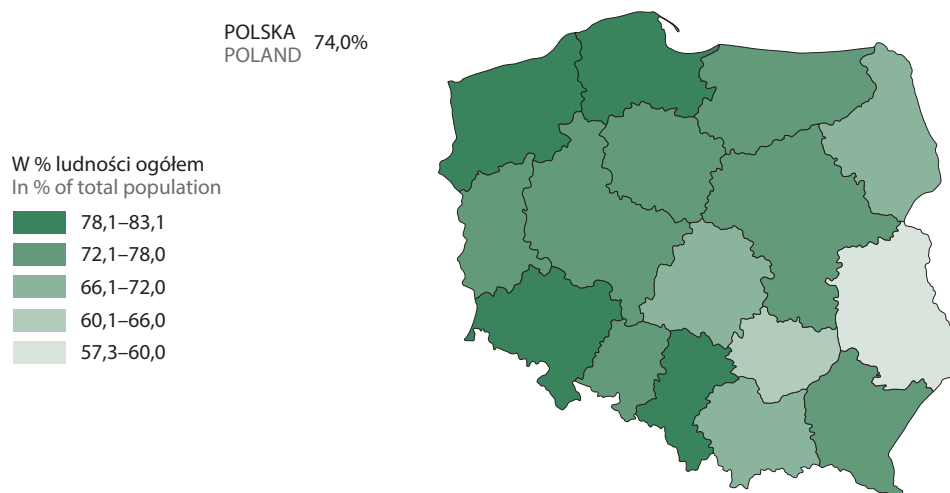 POLSKA
POLAND
74,0%
W % ludności ogółem
In % of total population
78,1–83,1
72,1–78,0
66,1–72,0
60,1–66,0
57,3–60,0